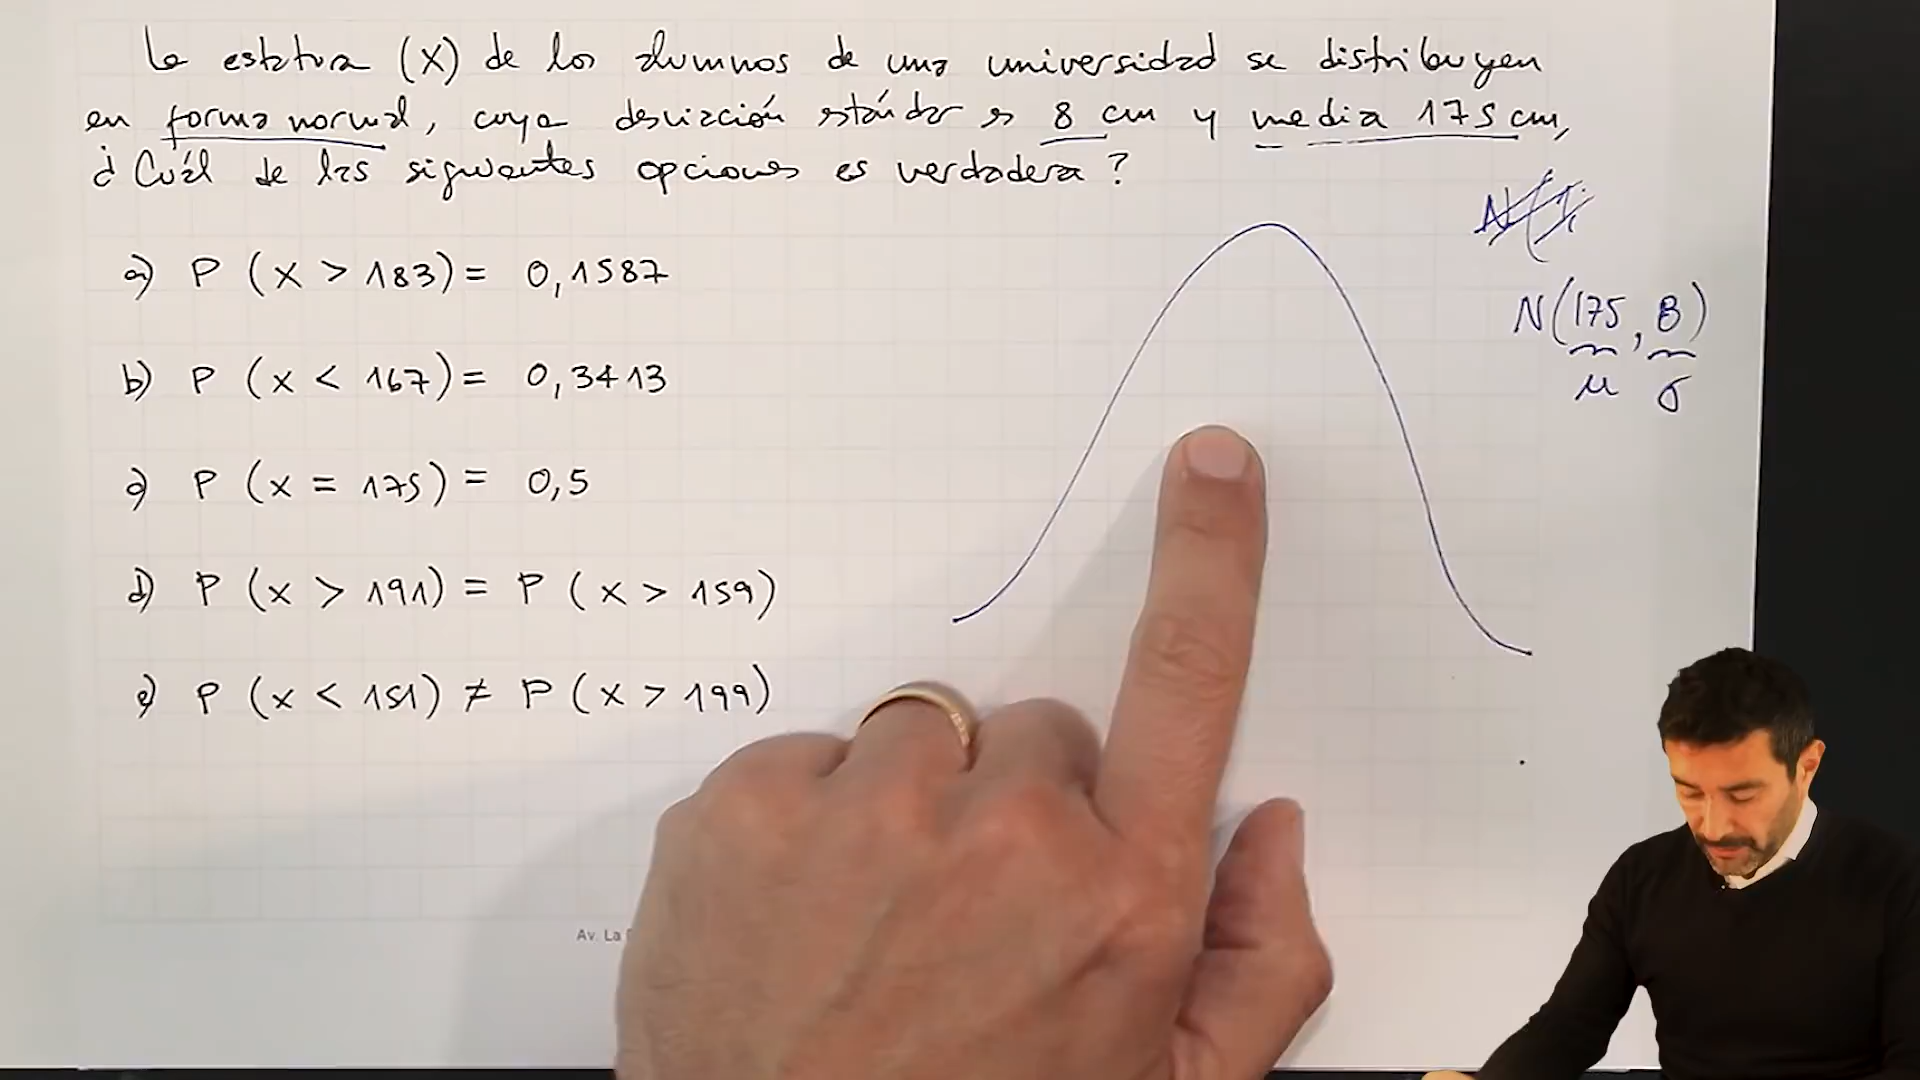 La estatura (X) de los alumnos de una universidad se distribuyen
en forma normal, cuya desviación estándar es 8 cm y media 175 cm,
¿Cuál de las siguientes opciones es verdadera?
a) P (x > 183) = 0,1587
b) P (x < 167) = 0,3413
c) P (x = 175) = 0,5
d) P (x > 191) = P (x > 159)
e) P (x < 151) ≠ P (x > 199)
N(175, 8)
μ σ
Av. La